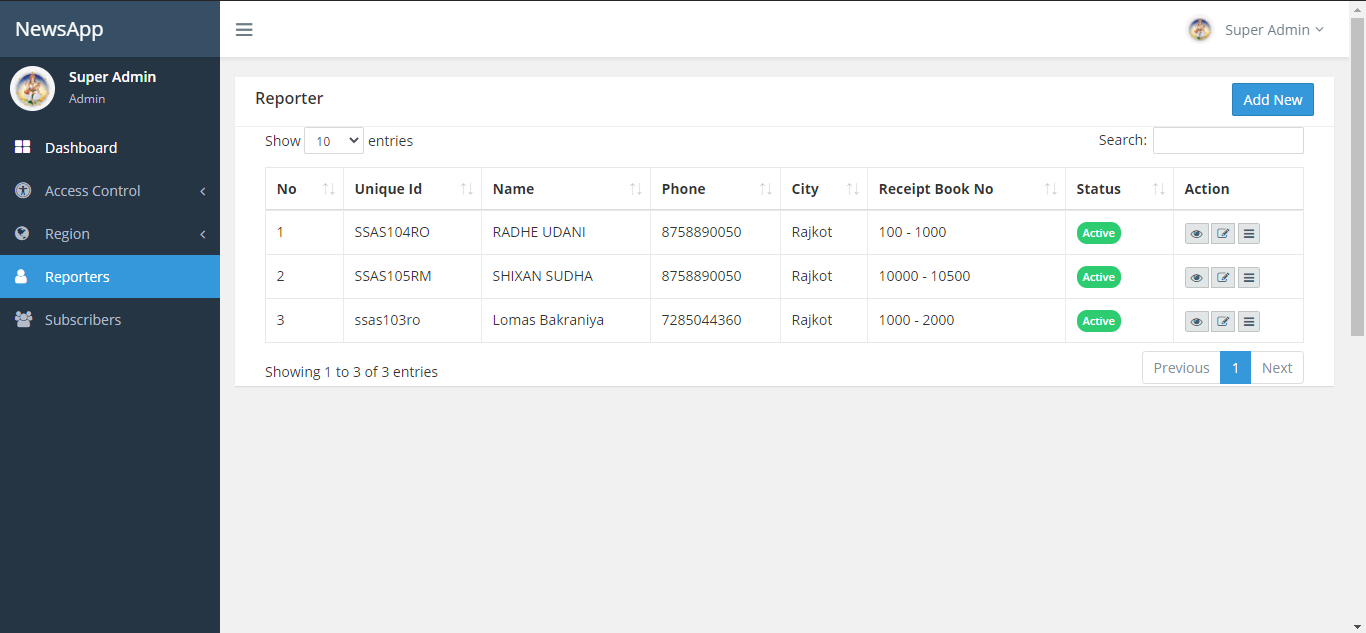 NewsApp
Super Admin
Super Admin
Admin
Dashboard
Access Control
Region
Reporters
Subscribers
Reporter
Add New
Show 10 entries
Search:
No Unique Id Name Phone City Receipt Book No Status Action
1 SSAS104RO RADHE UDANI 8758890050 Rajkot 100 - 1000 Active
2 SSAS105RM SHIXAN SUDHA 8758890050 Rajkot 10000 - 10500 Active
3 ssas103ro Lomas Bakraniya 7285044360 Rajkot 1000 - 2000 Active
Showing 1 to 3 of 3 entries
Previous 1 Next